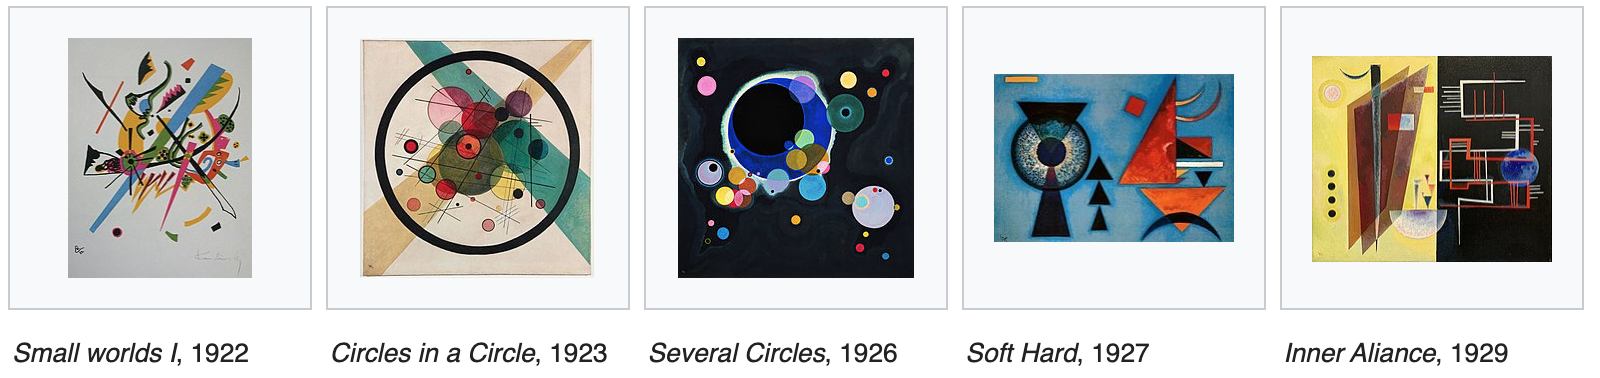 Small worlds I, 1922
Circles in a Circle, 1923
Several Circles, 1926
Soft Hard, 1927
Inner Aliance, 1929